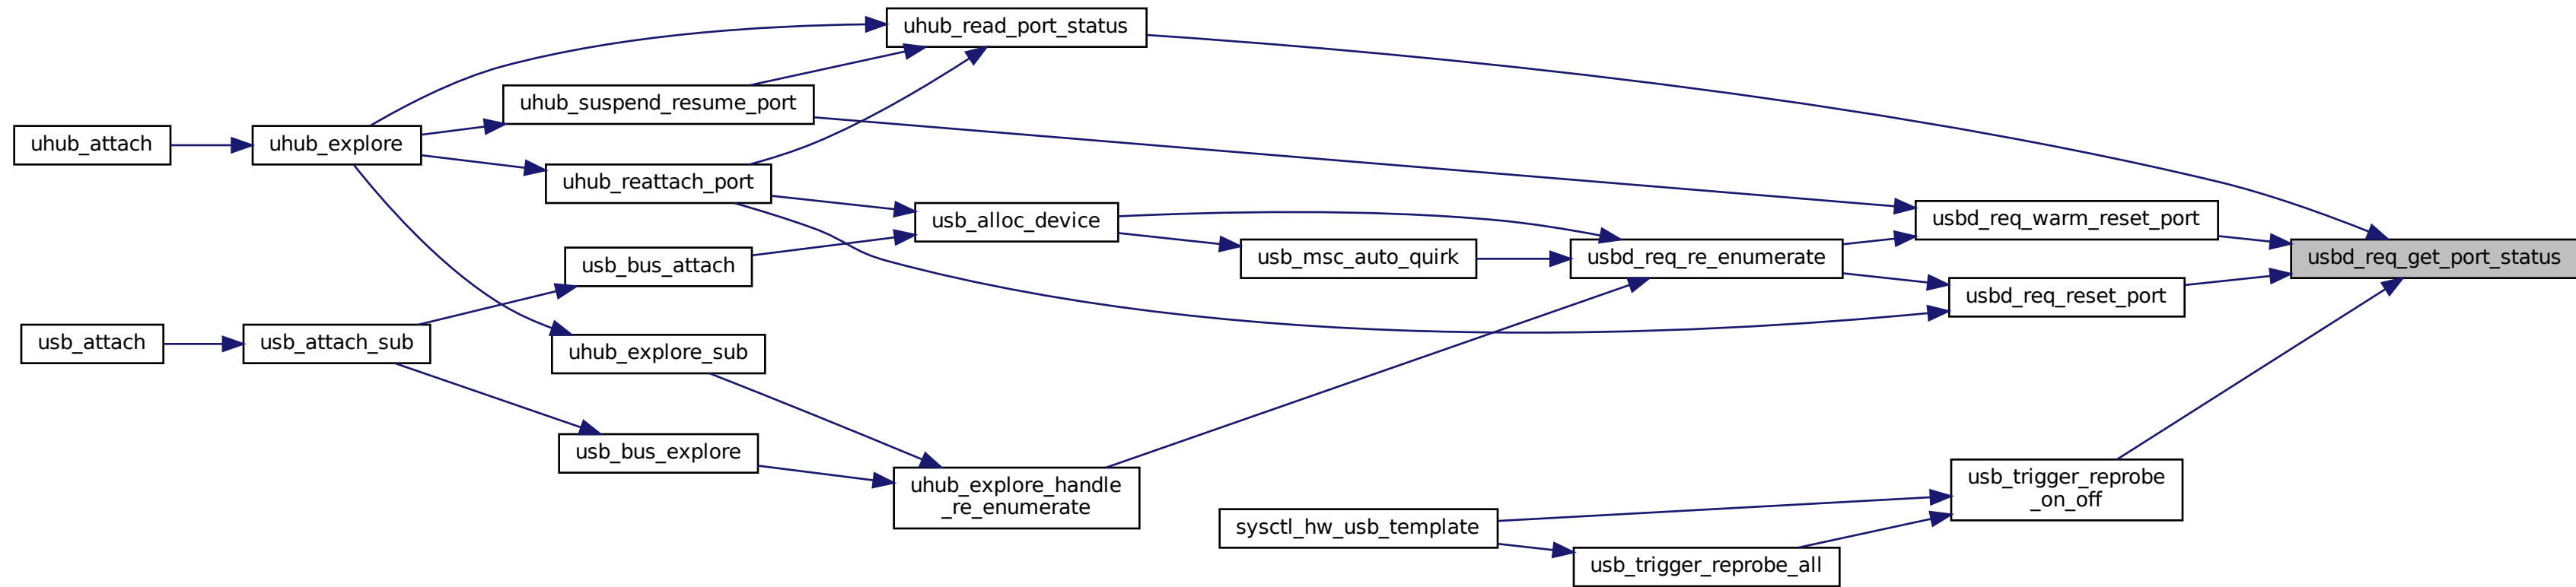 uhub_read_port_status
uhub_suspend_resume_port
uhub_attach
uhub_explore
uhub_reattach_port
usb_alloc_device
usbd_req_warm_reset_port
usb_bus_attach
usb_msc_auto_quirk
usbd_req_re_enumerate
usbd_req_get_port_status
usbd_req_reset_port
usb_attach
usb_attach_sub
uhub_explore_sub
usb_bus_explore
uhub_explore_handle
_re_enumerate
usb_trigger_reprobe
_on_off
sysctl_hw_usb_template
usb_trigger_reprobe_all